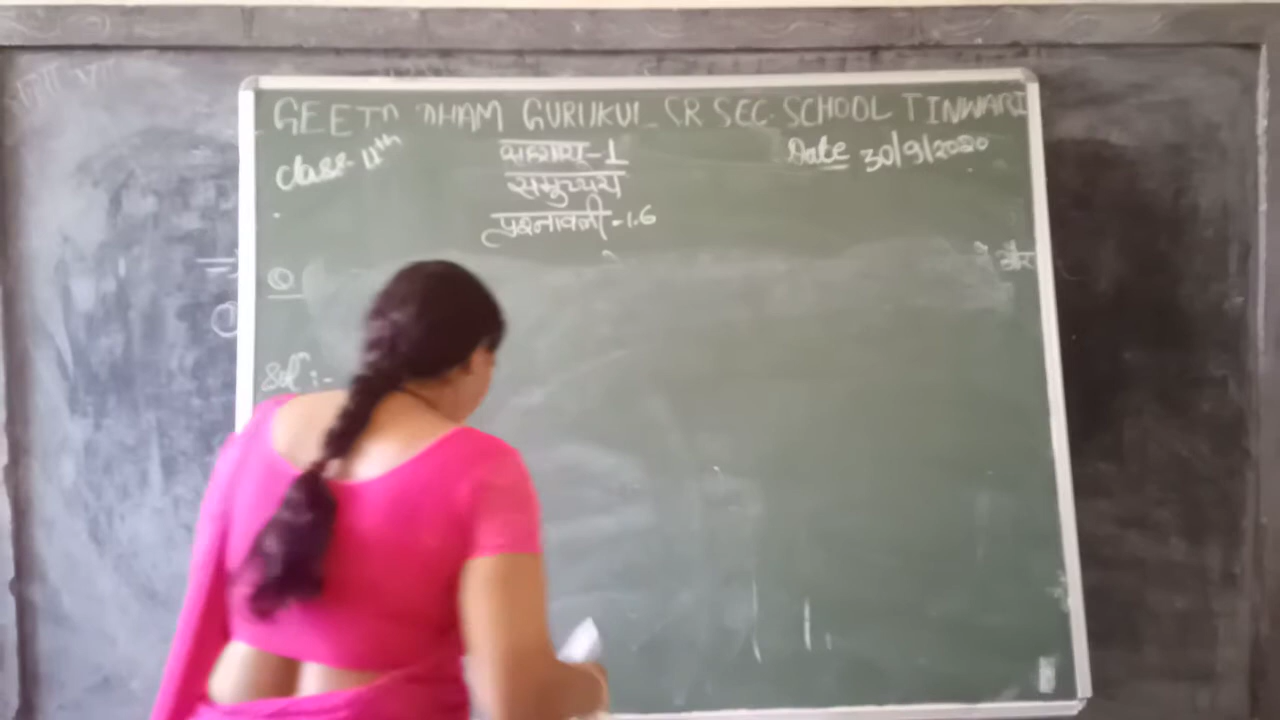 GEETA DHAM GURUKUL SR SEC. SCHOOL TINWARI
Class 11th अध्याय-1 Date 30/9/2020
समुच्चय
प्रश्नावली-1.6
और
Sol :-